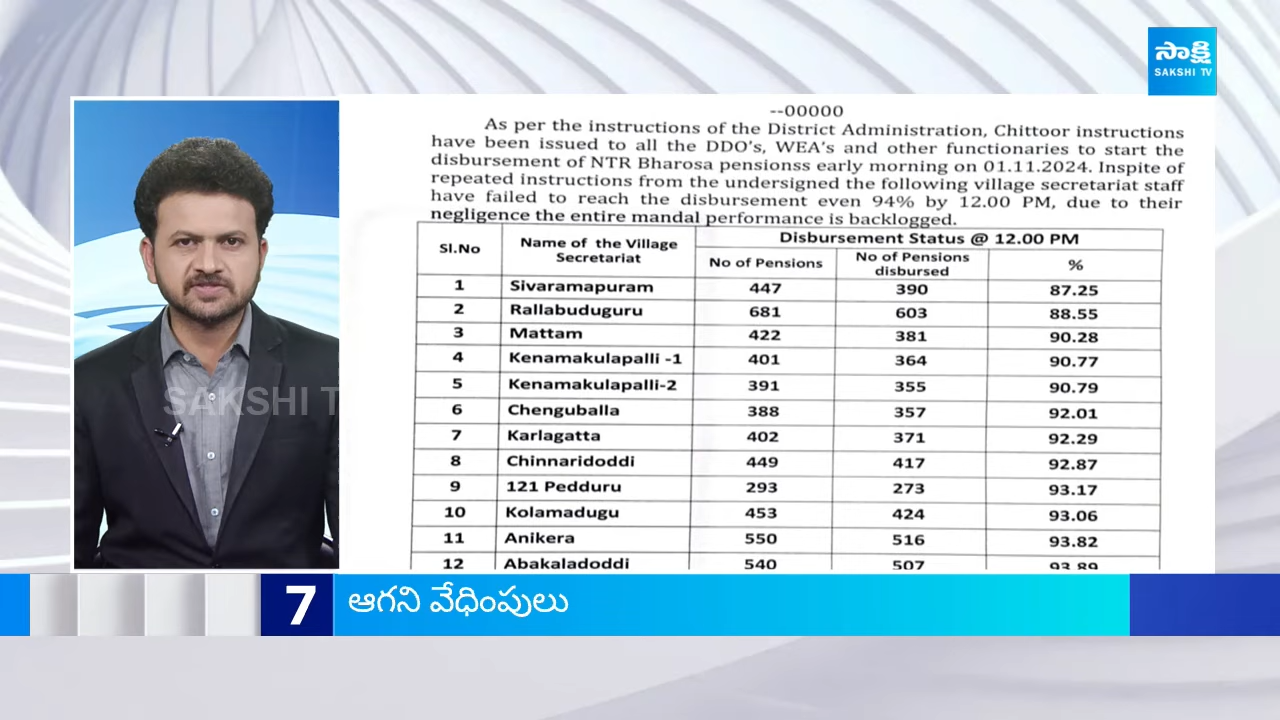 సాక్షి
SAKSHI TV
--00000
As per the instructions of the District Administration, Chittoor instructions
have been issued to all the DDO's, WEA's and other functionaries to start the
disbursement of NTR Bharosa pensionss early morning on 01.11.2024. Inspite of
repeated instructions from the undersigned the following village secretariat staff
have failed to reach the disbursement even 94% by 12.00 PM, due to their
negligence the entire mandal performance is backlogged.
Sl.No Name of the Village Secretariat Disbursement Status @ 12.00 PM
No of Pensions No of Pensions disbursed %
1 Sivaramapuram 447 390 87.25
2 Rallabuduguru 681 603 88.55
3 Mattam 422 381 90.28
4 Kenamakulapalli -1 401 364 90.77
5 Kenamakulapalli-2 391 355 90.79
6 Chenguballa 388 357 92.01
7 Karlagatta 402 371 92.29
8 Chinnaridoddi 449 417 92.87
9 121 Pedduru 293 273 93.17
10 Kolamadugu 453 424 93.06
11 Anikera 550 516 93.82
12 Abakaladoddi 540 507 93.89
SAKSHI T
7 ఆగని వేధింపులు